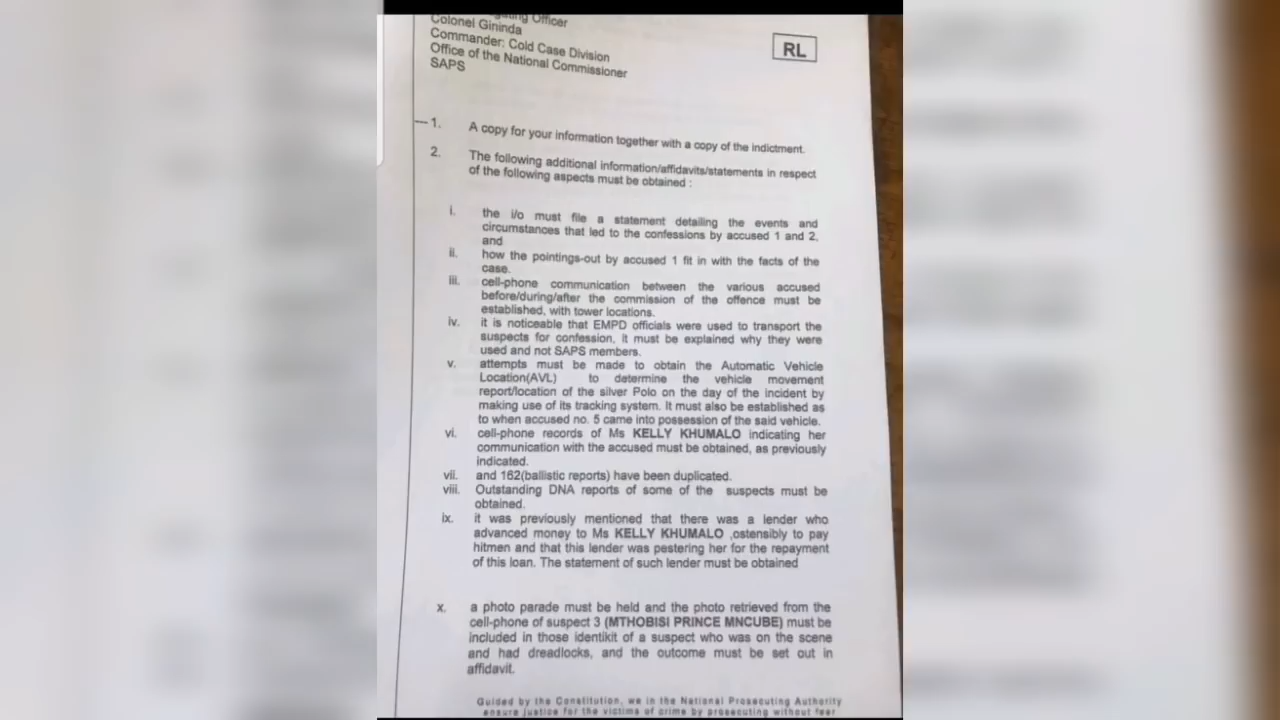 Officer
Colonel Gininda
Commander: Cold Case Division
Office of the National Commissioner
SAPS
RL
1. A copy for your information together with a copy of the indictment.
2. The following additional information/affidavits/statements in respect
of the following aspects must be obtained :
i. the i/o must file a statement detailing the events and
circumstances that led to the confessions by accused 1 and 2,
and
ii. how the pointings-out by accused 1 fit in with the facts of the
case.
iii. cell-phone communication between the various accused
before/during/after the commission of the offence must be
established, with tower locations.
iv. it is noticeable that EMPD officials were used to transport the
suspects for confession, it must be explained why they were
used and not SAPS members.
v. attempts must be made to obtain the Automatic Vehicle
Location(AVL) to determine the vehicle movement
report/location of the silver Polo on the day of the incident by
making use of its tracking system. It must also be established as
to when accused no. 5 came into possession of the said vehicle.
vi. cell-phone records of Ms KELLY KHUMALO indicating her
communication with the accused must be obtained, as previously
indicated.
vii. and 162(ballistic reports) have been duplicated.
viii. Outstanding DNA reports of some of the suspects must be
obtained.
ix. it was previously mentioned that there was a lender who
advanced money to Ms KELLY KHUMALO ,ostensibly to pay
hitmen and that this lender was pestering her for the repayment
of this loan. The statement of such lender must be obtained
x. a photo parade must be held and the photo retrieved from the
cell-phone of suspect 3 (MTHOBISI PRINCE MNCUBE) must be
included in those identikit of a suspect who was on the scene
and had dreadlocks, and the outcome must be set out in
affidavit.
Guided by the Constitution, we in the National Prosecuting Authority
ensure justice for the victims of crime by prosecuting without fear